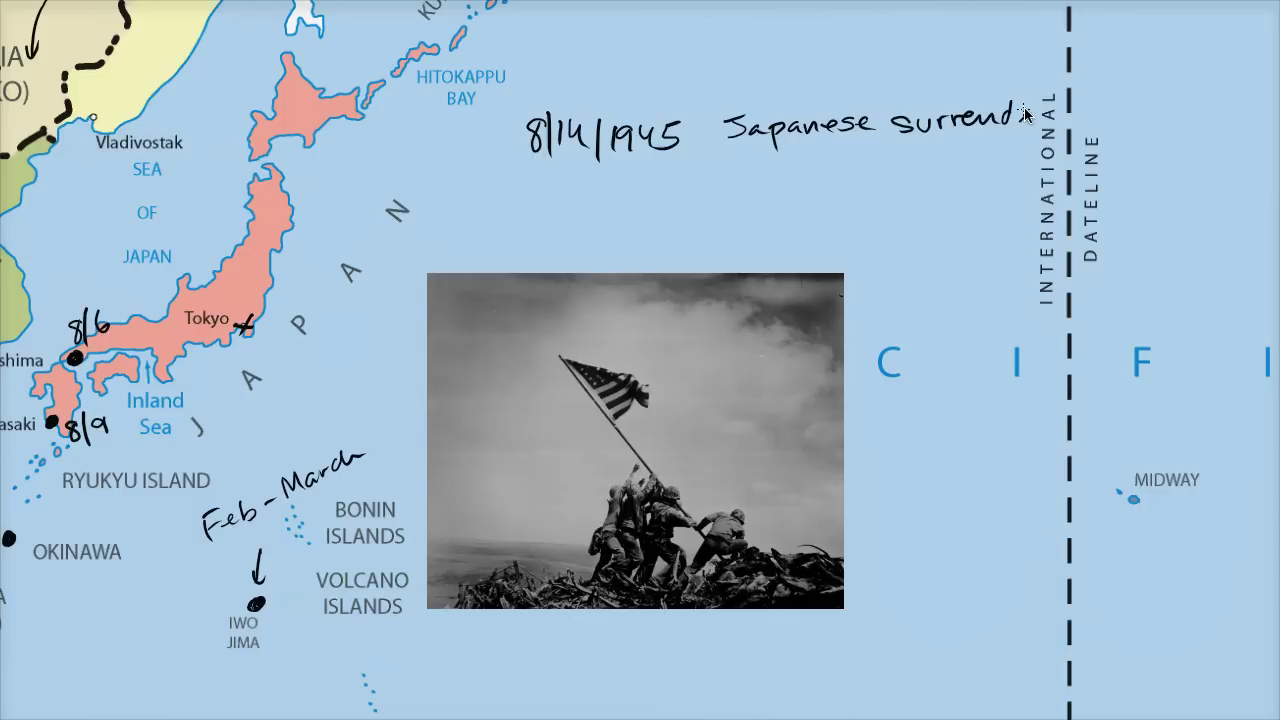 IA
O)
KU
HITOKAPPU
BAY
8/14/1945 Japanese surrend
Vladivostak
SEA
OF
JAPAN
INTERNATIONAL
DATELINE
JAPAN
8/6
Tokyo
shima
C I F I
Inland
Sea
asaki
8/9
RYUKYU ISLAND
Feb - March
MIDWAY
BONIN
ISLANDS
OKINAWA
VOLCANO
ISLANDS
A
IWO
JIMA